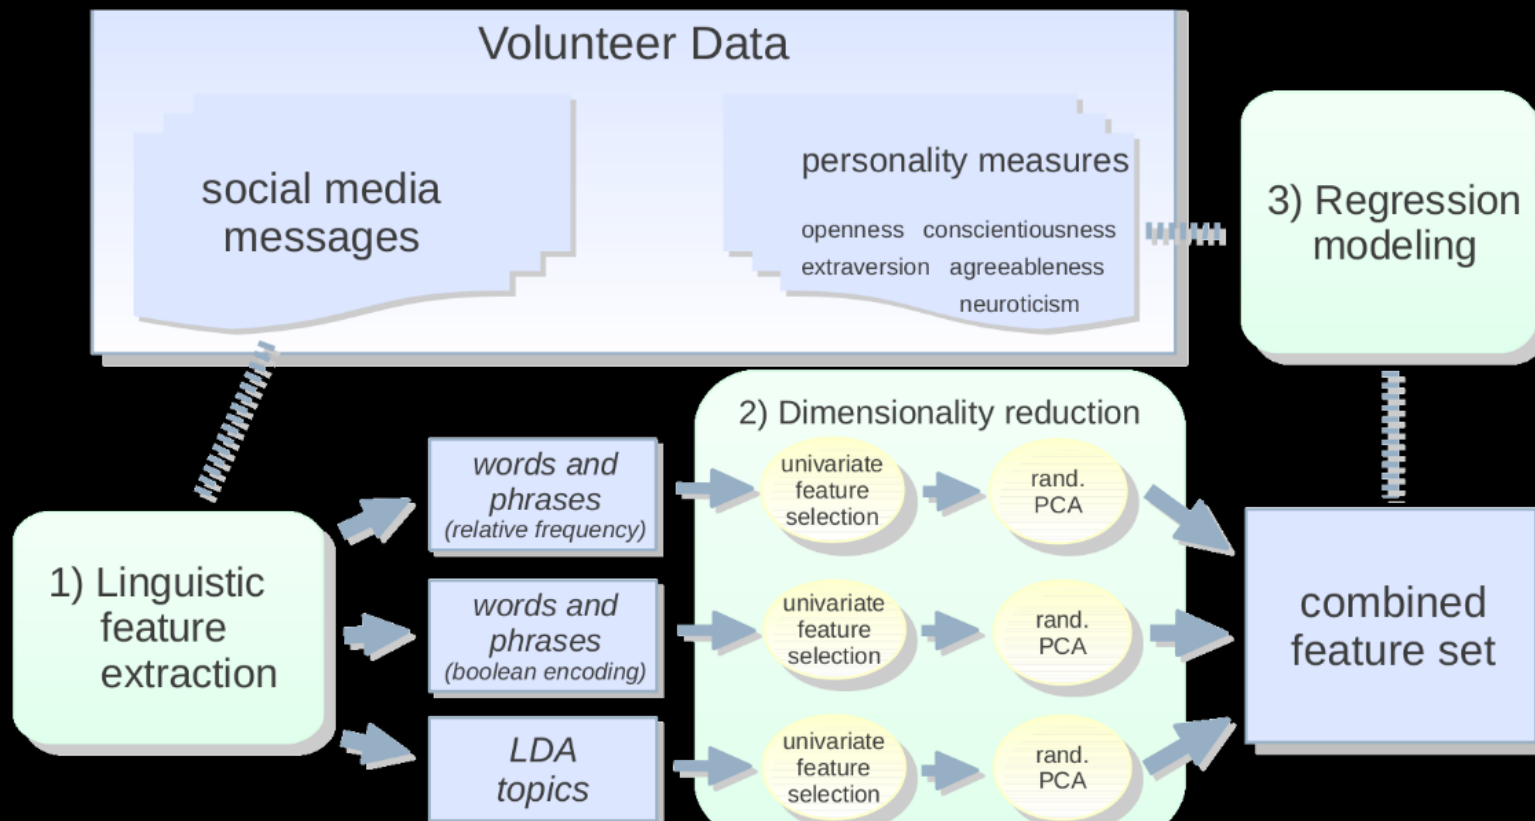 Volunteer Data
social media
messages
personality measures
openness conscientiousness
extraversion agreeableness
neuroticism
3) Regression
modeling
1) Linguistic
feature
extraction
words and
phrases
(relative frequency)
words and
phrases
(boolean encoding)
LDA
topics
2) Dimensionality reduction
univariate
feature
selection
rand.
PCA
univariate
feature
selection
rand.
PCA
univariate
feature
selection
rand.
PCA
combined
feature set